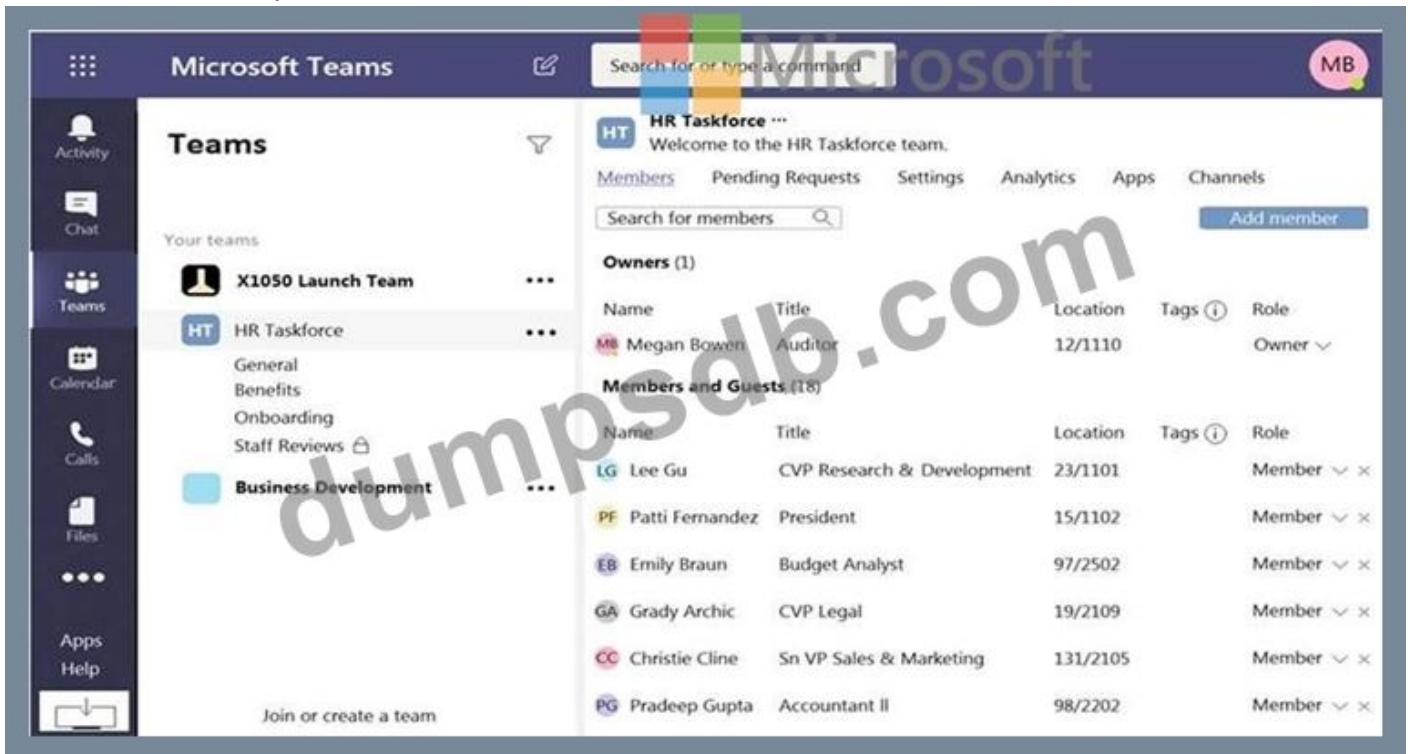 Microsoft
Microsoft Teams
Search for or type a command
MB
Activity
Chat
Teams
Calendar
Calls
Files
Apps
Help
Teams
Your teams
X1050 Launch Team
HT HR Taskforce
General
Benefits
Onboarding
Staff Reviews
Business Development
Join or create a team
HT HR Taskforce ...
Welcome to the HR Taskforce team.
Members Pending Requests Settings Analytics Apps Channels
Search for members Add member
Owners (1)
Name Title Location Tags Role
MB Megan Bowen Auditor 12/1110 Owner
Members and Guests (18)
Name Title Location Tags Role
LG Lee Gu CVP Research & Development 23/1101 Member
PF Patti Fernandez President 15/1102 Member
EB Emily Braun Budget Analyst 97/2502 Member
GA Grady Archic CVP Legal 19/2109 Member
CC Christie Cline Sn VP Sales & Marketing 131/2105 Member
PG Pradeep Gupta Accountant ll 98/2202 Member
dumpsdb.com